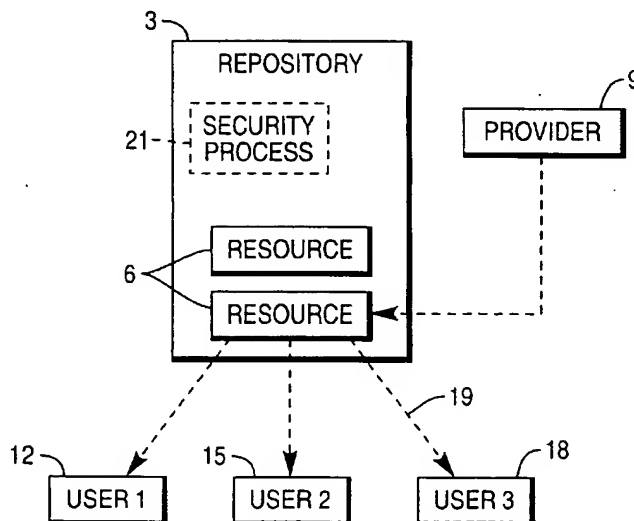 3
REPOSITORY
9
SECURITY
PROCESS
21
PROVIDER
RESOURCE
6
RESOURCE
19
12
15
18
USER 1
USER 2
USER 3